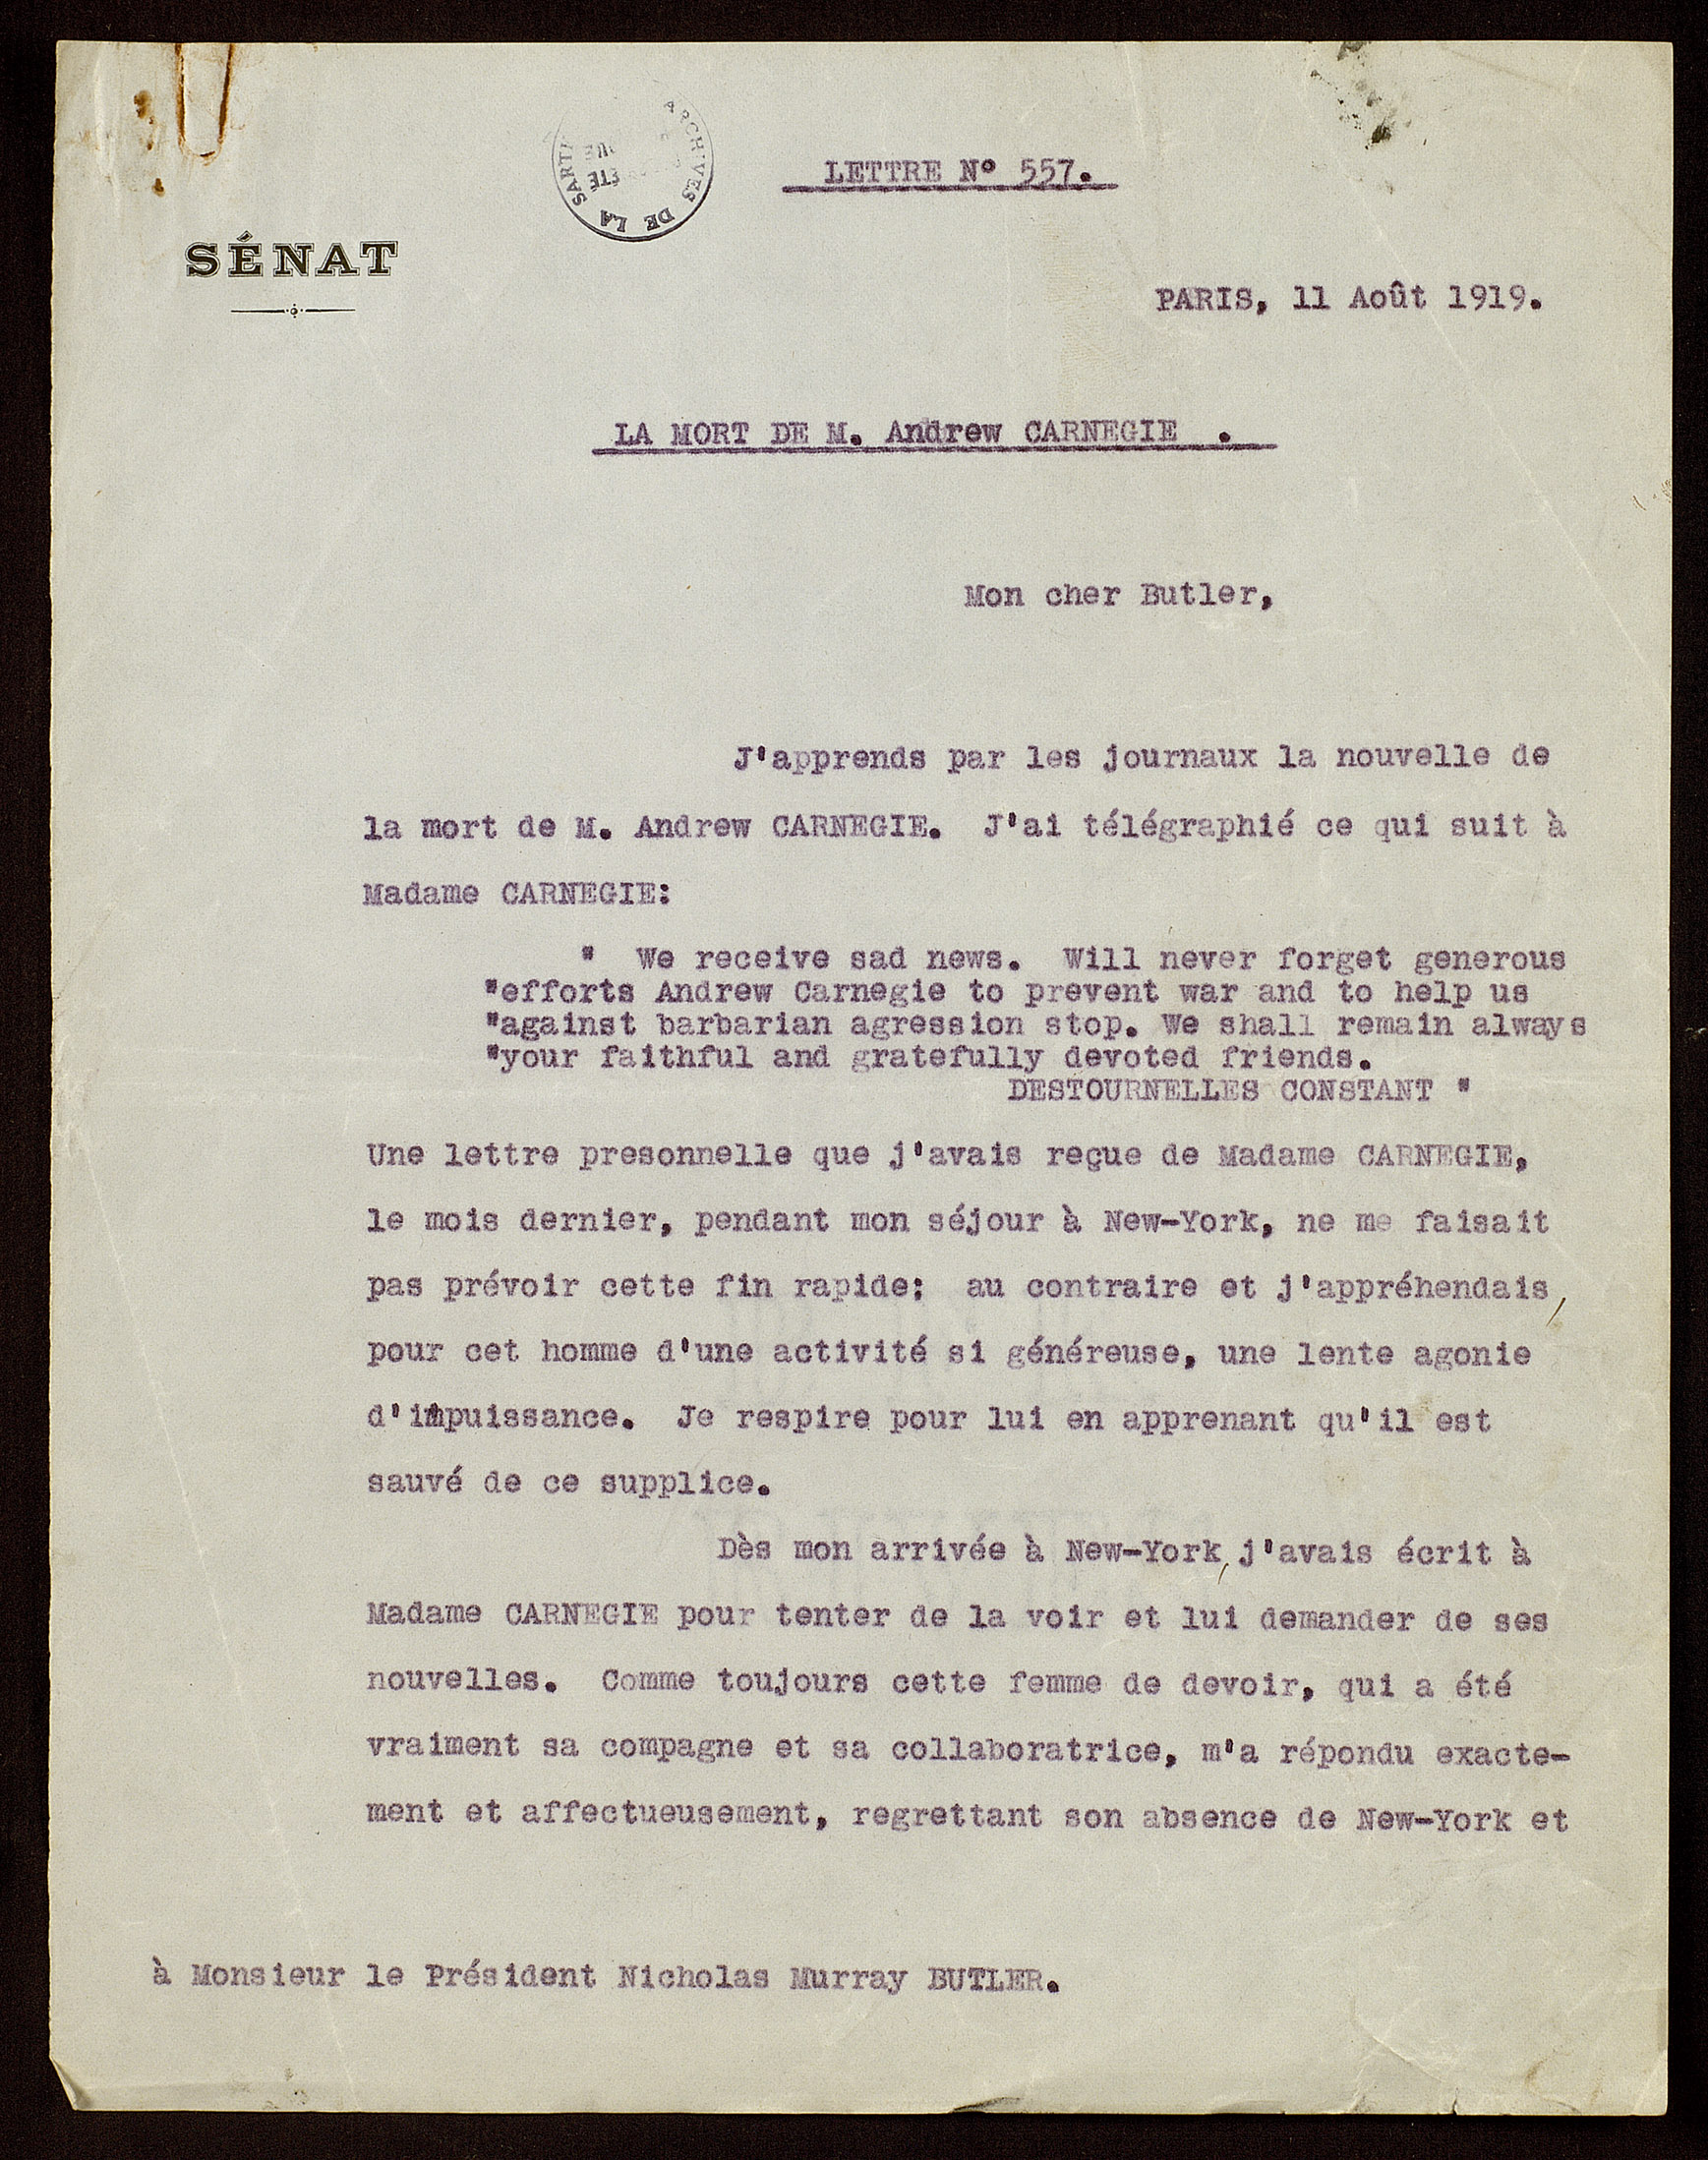 ARCHIVES DE LA SARTHE
LETTRE N° 557.
SÉNAT
PARIS, 11 Août 1919.
LA MORT DE M. Andrew CARNEGIE .
Mon cher Butler,
J'apprends par les journaux la nouvelle de
la mort de M. Andrew CARNEGIE. J'ai télégraphié ce qui suit à
Madame CARNEGIE:
" We receive sad news. Will never forget generous
"efforts Andrew Carnegie to prevent war and to help us
"against barbarian agression stop. We shall remain always
"your faithful and gratefully devoted friends.
DESTOURNELLES CONSTANT "
Une lettre presonnelle que j'avais reçue de Madame CARNEGIE,
le mois dernier, pendant mon séjour à New-York, ne me faisait
pas prévoir cette fin rapide; au contraire et j'appréhendais,
pour cet homme d'une activité si généreuse, une lente agonie
d'impuissance. Je respire pour lui en apprenant qu'il est
sauvé de ce supplice.
Dès mon arrivée à New-York, j'avais écrit à
Madame CARNEGIE pour tenter de la voir et lui demander de ses
nouvelles. Comme toujours cette femme de devoir, qui a été
vraiment sa compagne et sa collaboratrice, m'a répondu exacte-
ment et affectueusement, regrettant son absence de New-York et
à Monsieur le Président Nicholas Murray BUTLER.